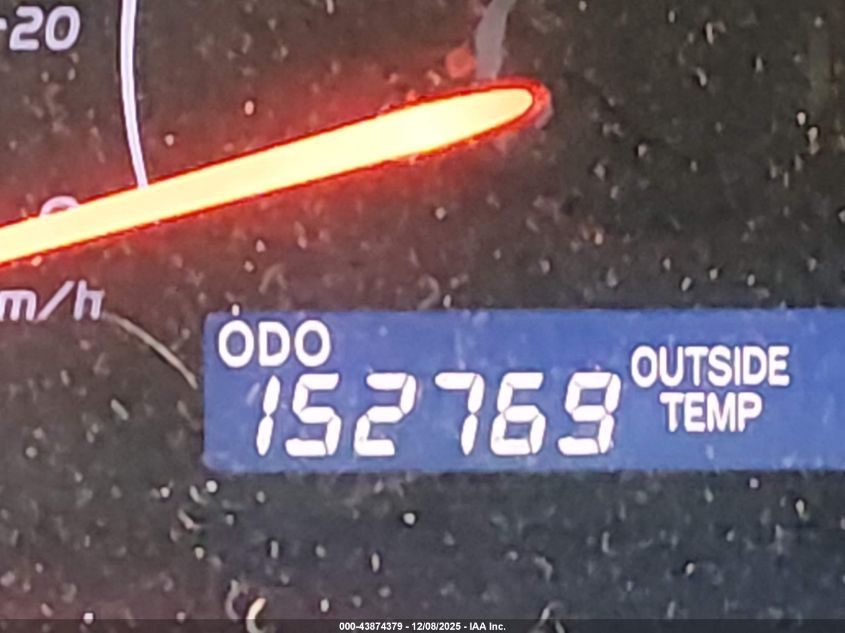 20
m/h
ODO
152769
OUTSIDE
TEMP
000-43874379 - 12/08/2025 - IAA Inc.